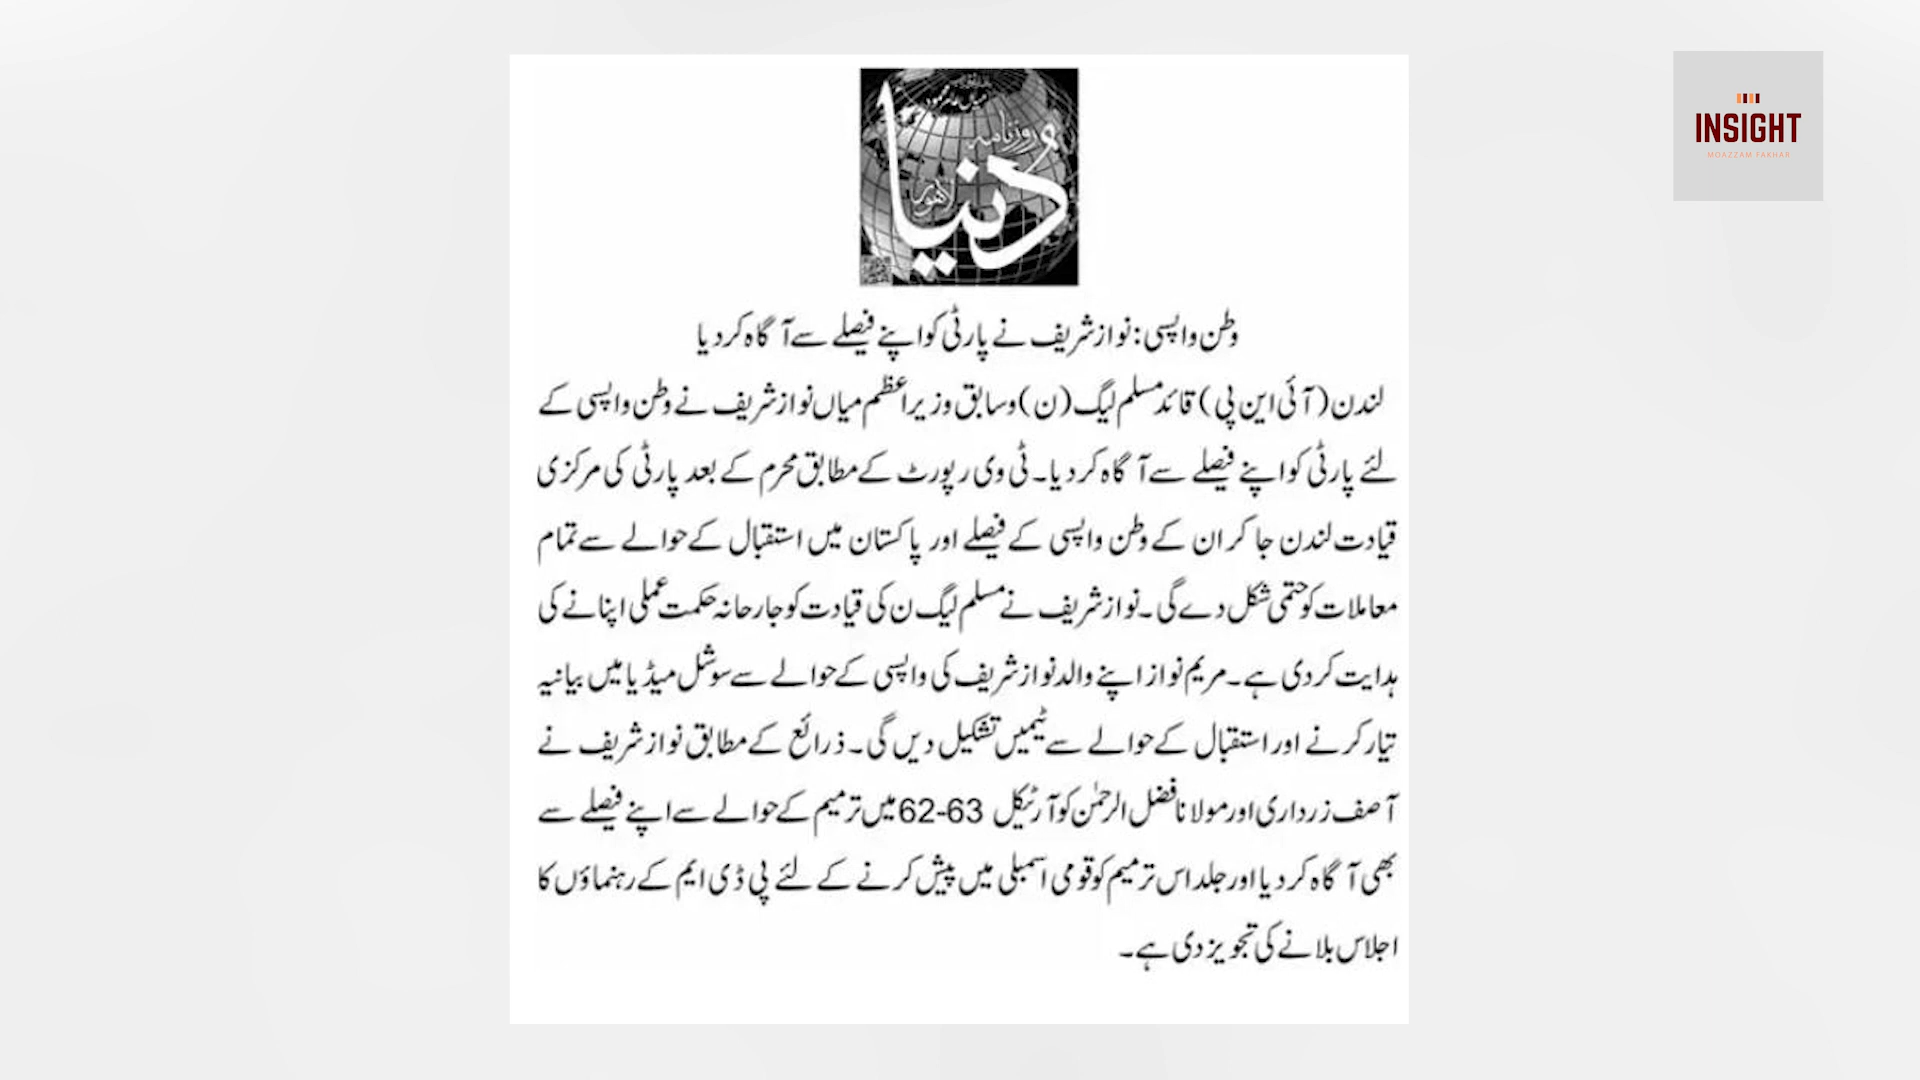 INSIGHT
MOAZZAM FAKHAR
روزنامہ
دُنیا
لاہور
وطن واپسی: نواز شریف نے پارٹی کو اپنے فیصلے سے آگاہ کردیا
لندن (آئی این پی) قائد مسلم لیگ (ن) و سابق وزیر اعظم میاں نواز شریف نے وطن واپسی کے
لئے پارٹی کو اپنے فیصلے سے آگاہ کر دیا۔ ٹی وی رپورٹ کے مطابق محرم کے بعد پارٹی کی مرکزی
قیادت لندن جا کر ان کے وطن واپسی کے فیصلے اور پاکستان میں استقبال کے حوالے سے تمام
معاملات کو حتمی شکل دے گی۔ نواز شریف نے مسلم لیگ ن کی قیادت کو جارحانہ حکمت عملی اپنانے کی
ہدایت کر دی ہے۔ مریم نواز اپنے والد نواز شریف کی واپسی کے حوالے سے سوشل میڈیا میں بیانیہ
تیار کرنے اور استقبال کے حوالے سے ٹیمیں تشکیل دیں گی۔ ذرائع کے مطابق نواز شریف نے
آصف زرداری اور مولانا فضل الرحمٰن کو آرٹیکل 63-62 میں ترمیم کے حوالے سے اپنے فیصلے سے
بھی آگاہ کر دیا اور جلد اس ترمیم کو قومی اسمبلی میں پیش کرنے کے لئے پی ڈی ایم کے رہنماؤں کا
اجلاس بلانے کی تجویز دی ہے۔